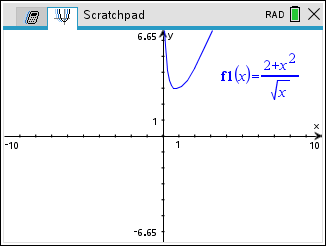 Scratchpad RAD
6.65 y
f1(x)=(2+x^2)/√x
1
x
-10 1 10
-6.65